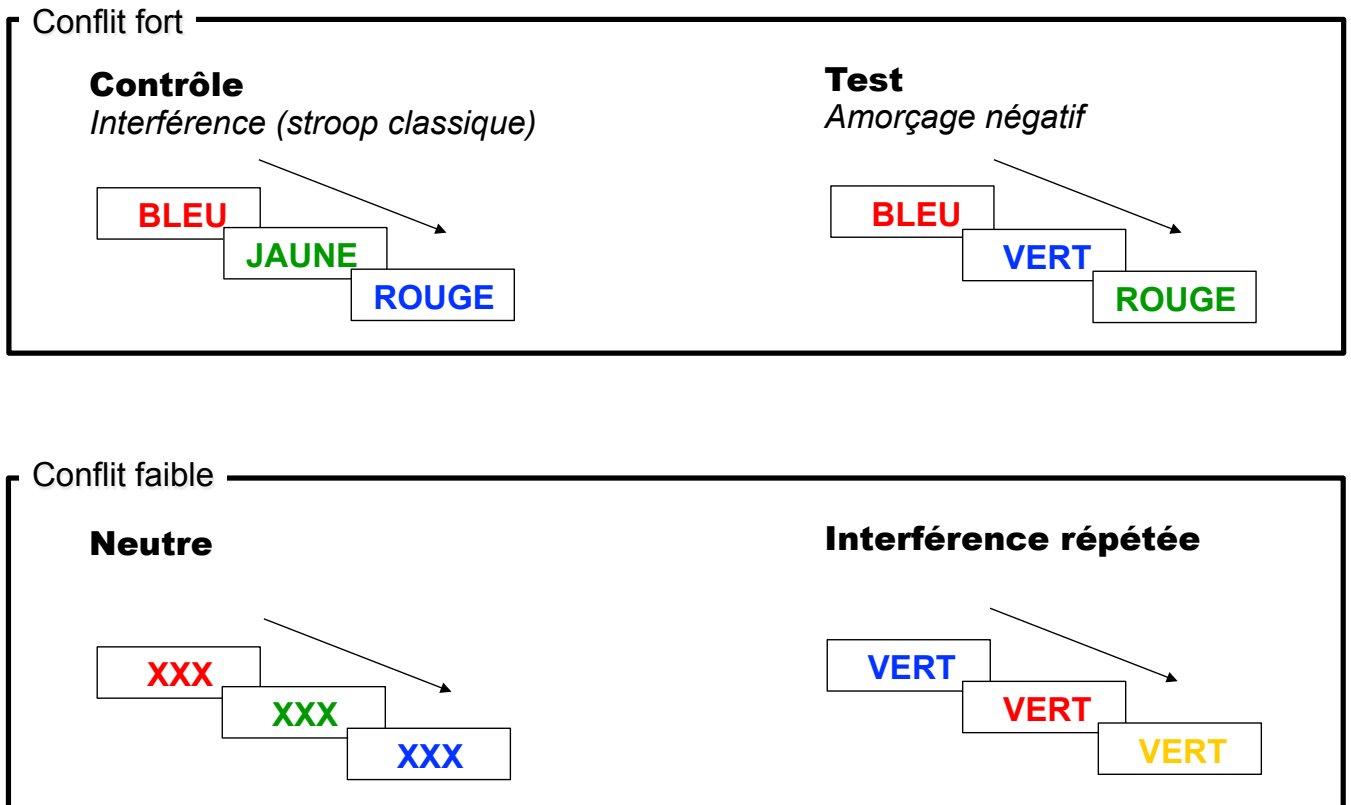 Conflit fort
Contrôle
Interférence (stroop classique)
BLEU
JAUNE
ROUGE
Test
Amorçage négatif
BLEU
VERT
ROUGE
Conflit faible
Neutre
XXX
XXX
XXX
Interférence répétée
VERT
VERT
VERT